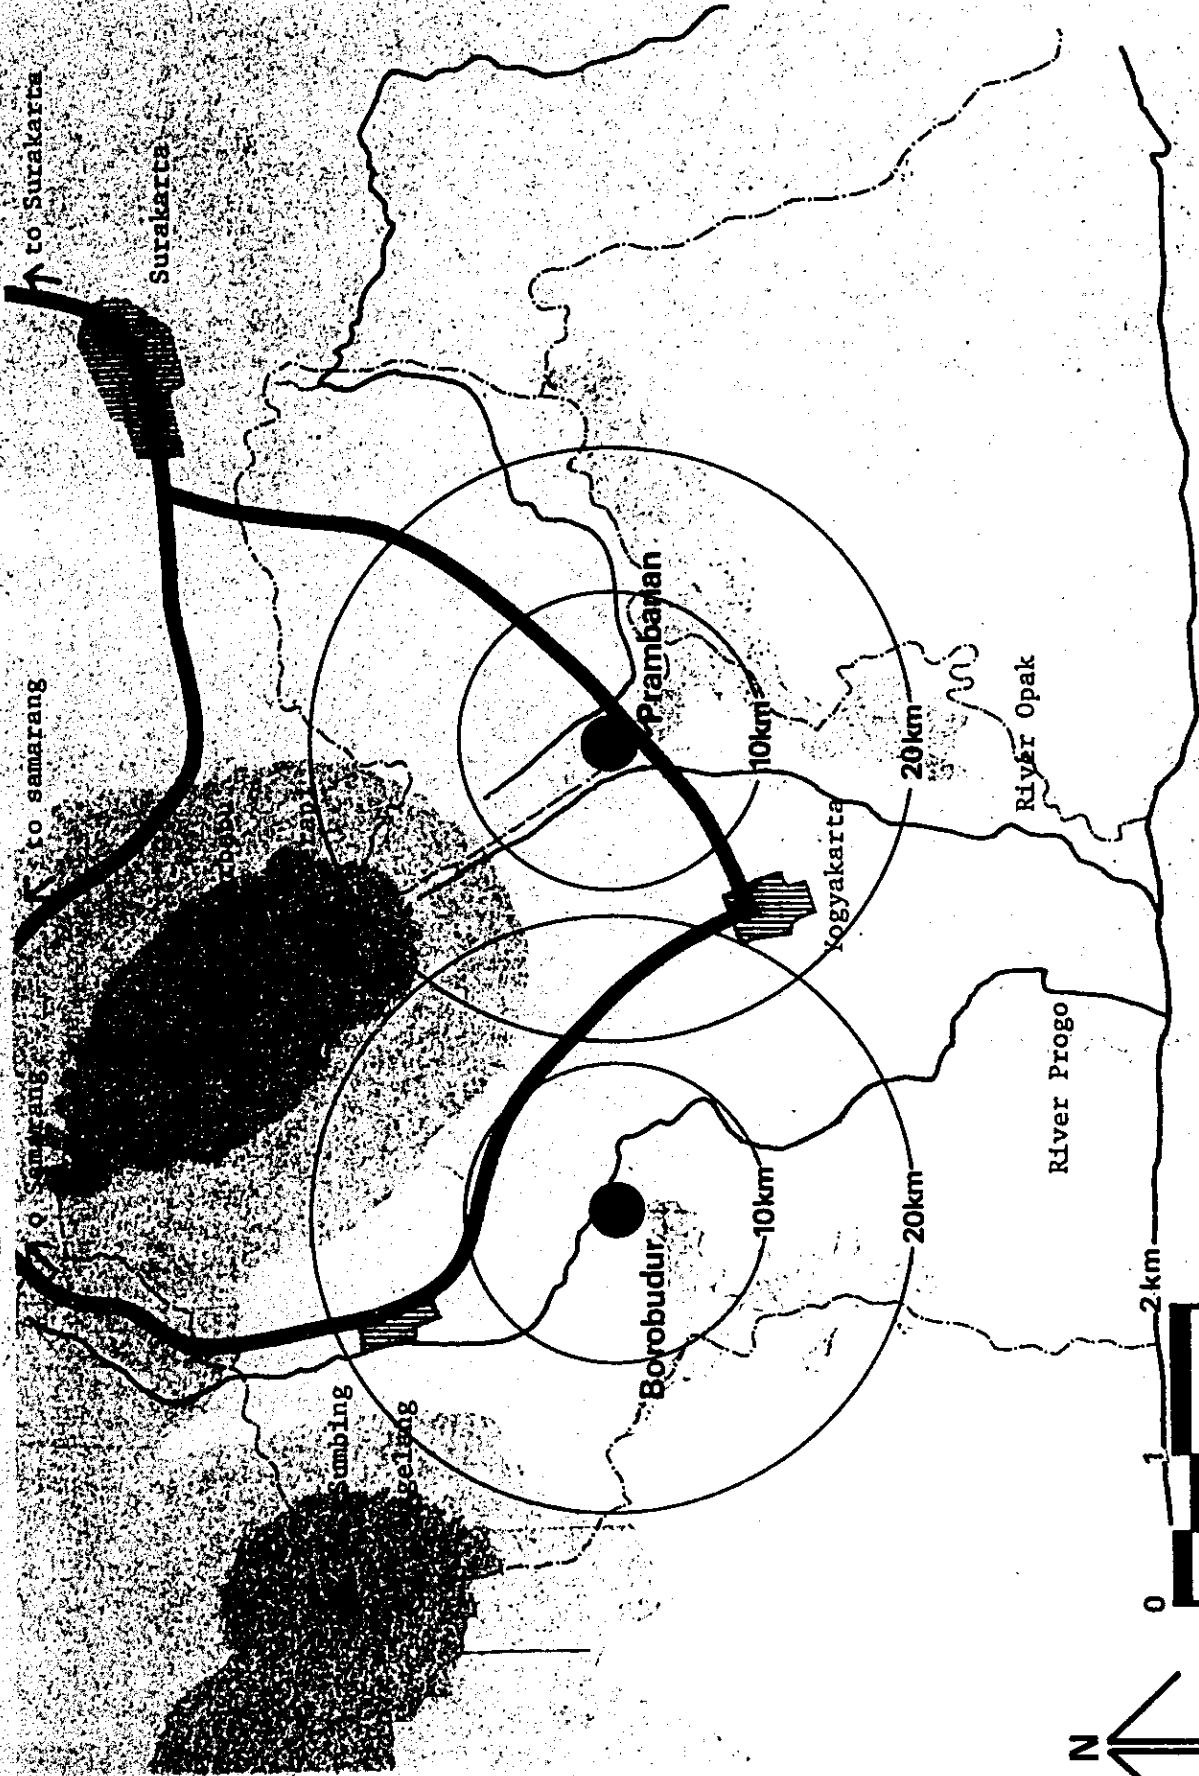 to Surakarta
Surakarta
to samarang
Sumbing
Borobudur
Prambanan
10km
20km
10km
20km
Yogyakarta
River Opak
River Progo
0
1
2km
N